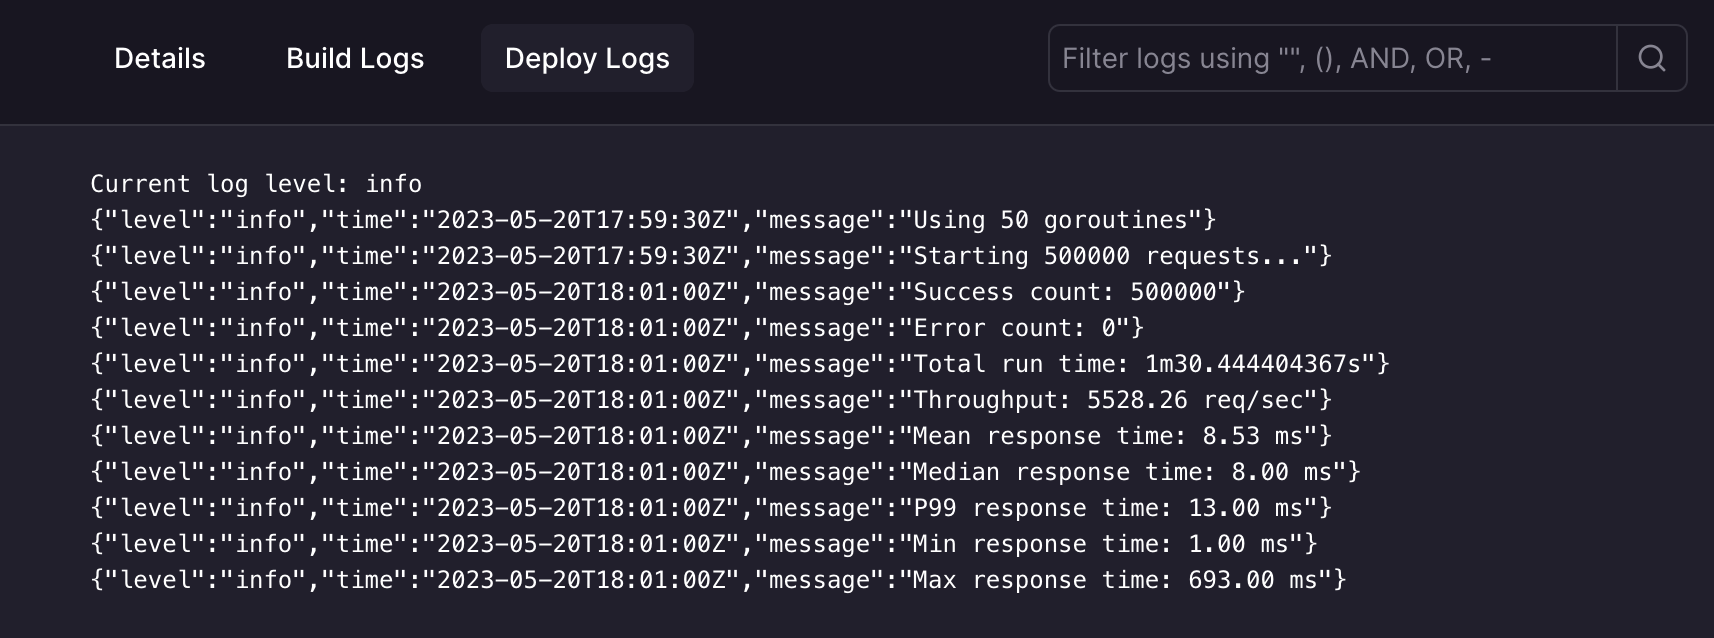 Details Build Logs Deploy Logs Filter logs using "", (), AND, OR, -
Current log level: info
{"level":"info","time":"2023-05-20T17:59:30Z","message":"Using 50 goroutines"}
{"level":"info","time":"2023-05-20T17:59:30Z","message":"Starting 500000 requests..."}
{"level":"info","time":"2023-05-20T18:01:00Z","message":"Success count: 500000"}
{"level":"info","time":"2023-05-20T18:01:00Z","message":"Error count: 0"}
{"level":"info","time":"2023-05-20T18:01:00Z","message":"Total run time: 1m30.444404367s"}
{"level":"info","time":"2023-05-20T18:01:00Z","message":"Throughput: 5528.26 req/sec"}
{"level":"info","time":"2023-05-20T18:01:00Z","message":"Mean response time: 8.53 ms"}
{"level":"info","time":"2023-05-20T18:01:00Z","message":"Median response time: 8.00 ms"}
{"level":"info","time":"2023-05-20T18:01:00Z","message":"P99 response time: 13.00 ms"}
{"level":"info","time":"2023-05-20T18:01:00Z","message":"Min response time: 1.00 ms"}
{"level":"info","time":"2023-05-20T18:01:00Z","message":"Max response time: 693.00 ms"}